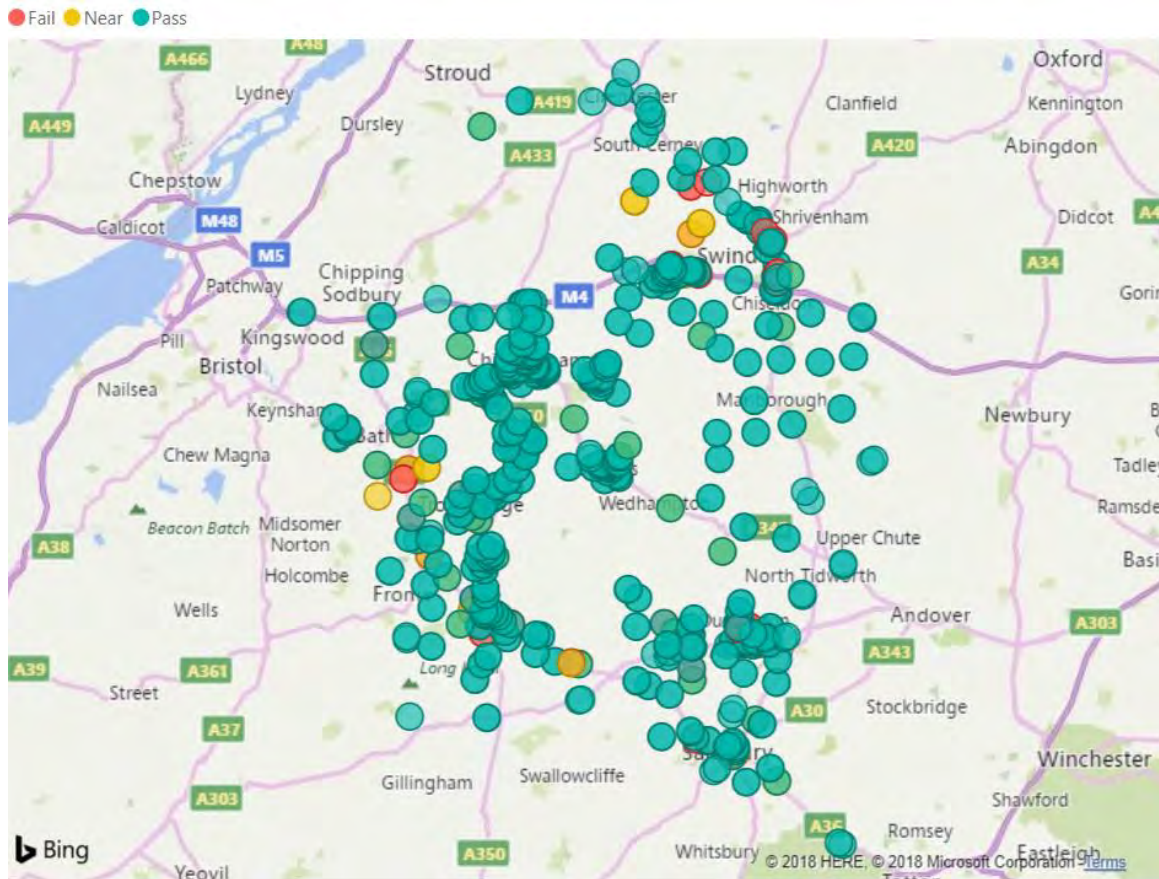 Fail Near Pass
A48
A466
Stroud
Oxford
Lydney
A419
Clanfield
Kennington
A449
Dursley
A433
South Cerney
A420
Abingdon
Chepstow
Highworth
Caldicot
M48
Shrivenham
Didcot
M5
A34
Patchway
Chipping
Sodbury
M4
Chiseldon
Pill
Kingswood
Bristol
Nailsea
Keynsham
Marlborough
Newbury
Chew Magna
Wedhampton
Beacon Batch
Midsomer
Norton
A38
Upper Chute
Holcombe
North Tidworth
Wells
Andover
A303
A39
A361
A343
Street
A30
Stockbridge
A37
Winchester
Gillingham
Swallowcliffe
A303
Shawford
A36
Romsey
Bing
A350
Whitsbury
Eastleigh
Yeovil
© 2018 HERE, © 2018 Microsoft Corporation Terms